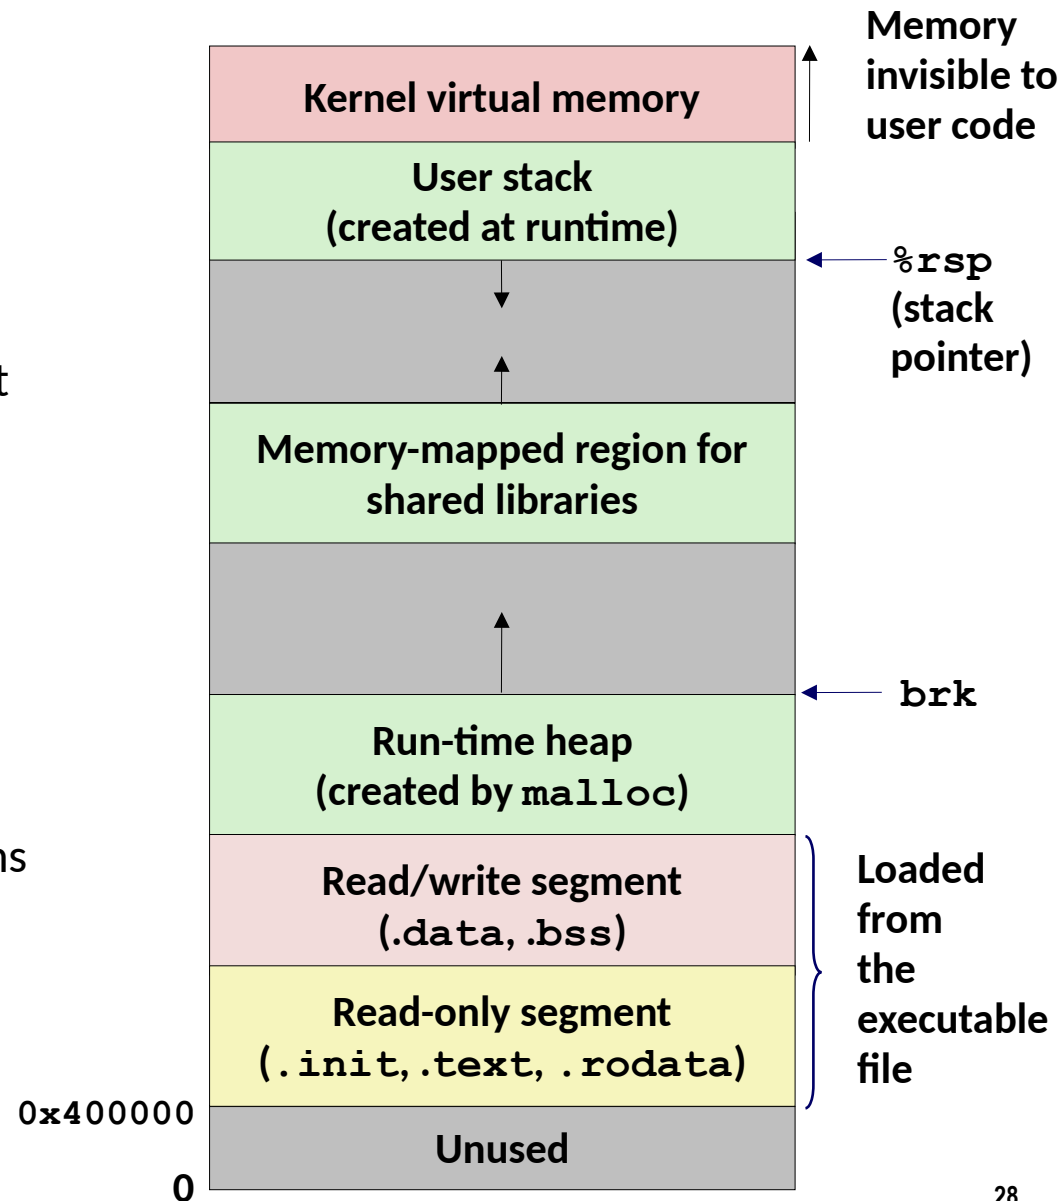 Memory
invisible to
user code
Kernel virtual memory
User stack
(created at runtime)
%rsp
(stack
pointer)
t
Memory-mapped region for
shared libraries
brk
Run-time heap
(created by malloc)
ns
Read/write segment
(.data, .bss)
Loaded
from
the
executable
file
Read-only segment
(.init, .text, .rodata)
0x400000
Unused
0
28